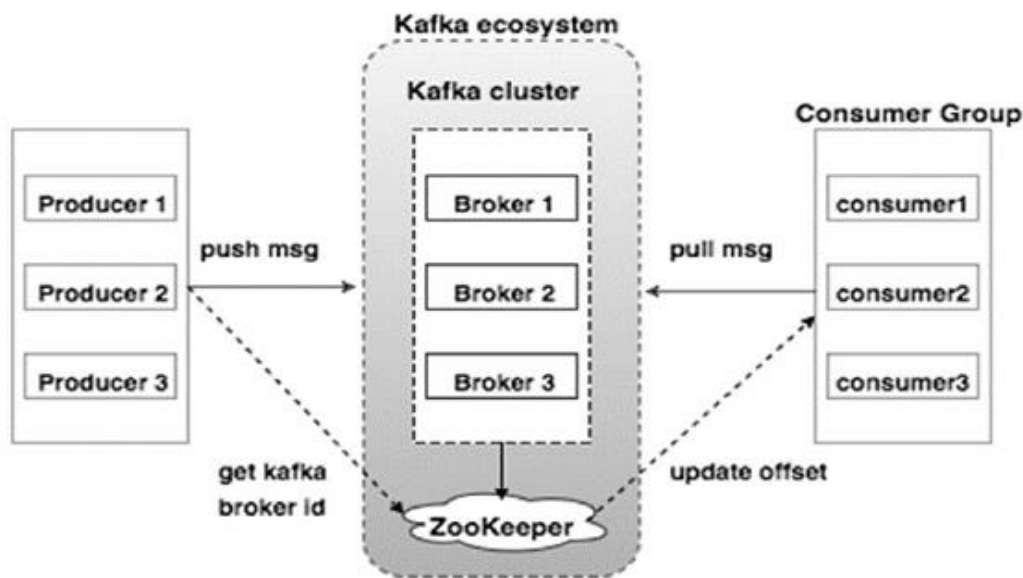 Kafka ecosystem
Kafka cluster
Consumer Group
Producer 1
Producer 2
Producer 3
push msg
Broker 1
Broker 2
Broker 3
pull msg
consumer1
consumer2
consumer3
get kafka
broker id
ZooKeeper
update offset